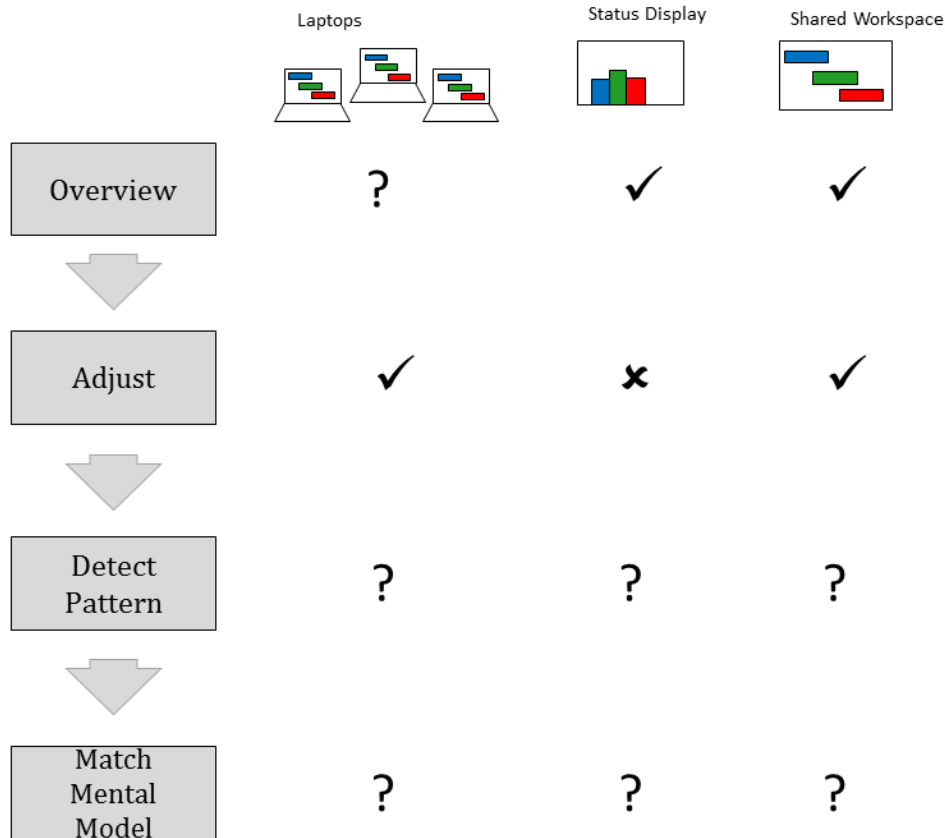 Laptops
Status Display
Shared Workspace
Overview
?
✓
✓
Adjust
✓
✘
✓
Detect
Pattern
?
?
?
Match
Mental
Model
?
?
?